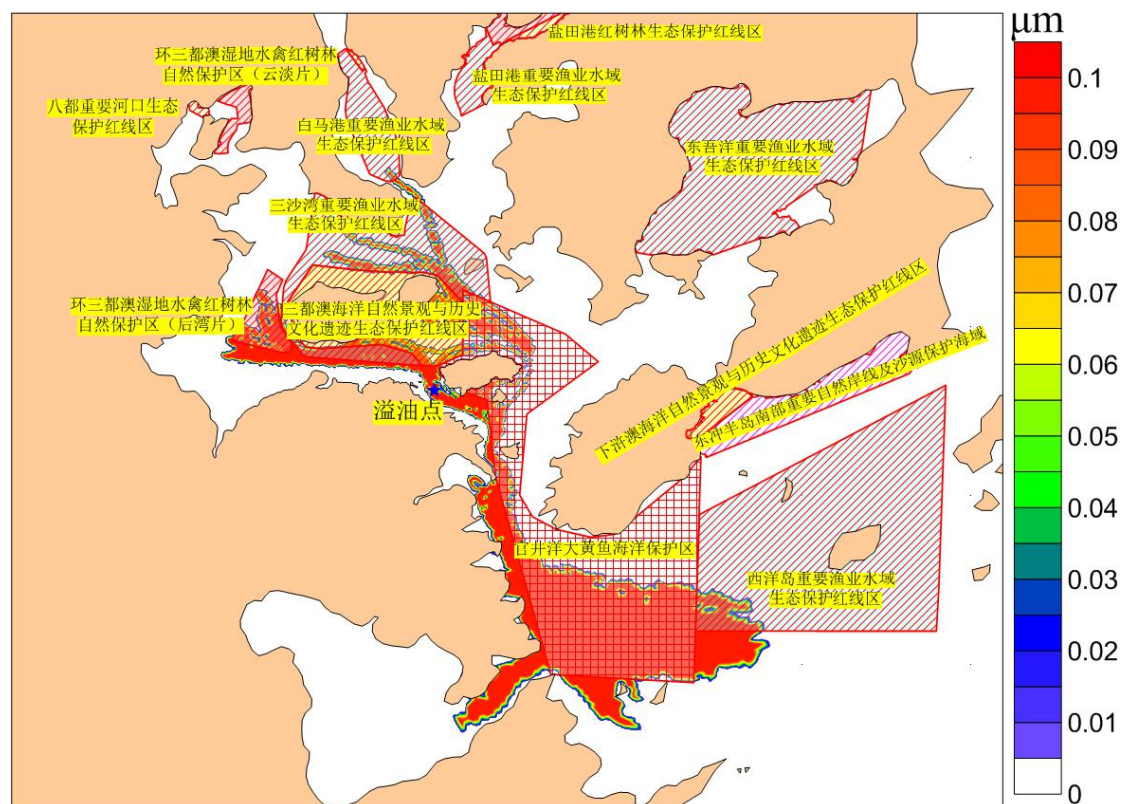 盐田港红树林生态保护红线区
μm
环三都澳湿地水禽红树林
自然保护区（云淡片）
盐田港重要渔业水域
生态保护红线区
八都重要河口生态
保护红线区
白马港重要渔业水域
生态保护红线区
东吾洋重要渔业水域
生态保护红线区
三沙湾重要渔业水域
生态保护红线区
环三都澳湿地水禽红树林
自然保护区（后湾片）
三都澳海洋自然景观与历史
文化遗迹生态保护红线区
下浒澳海洋自然景观与历史文化遗迹生态保护红线区
东冲半岛南部重要自然岸线及沙源保护海域
溢油点
官井洋大黄鱼海洋保护区
西洋岛重要渔业水域
生态保护红线区
0.1
0.09
0.08
0.07
0.06
0.05
0.04
0.03
0.02
0.01
0